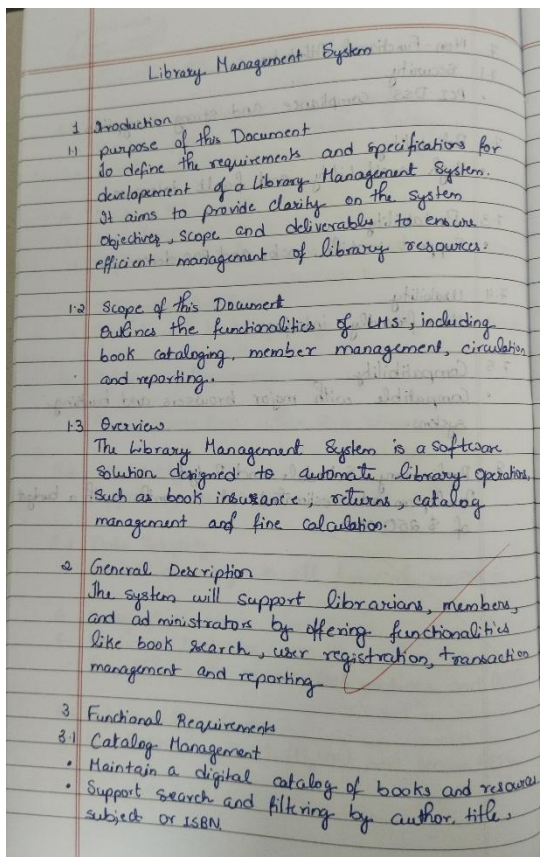 Library Management System
1 Iroduction
1.1 purpose of this Document
To define the requirements and specifications for
developement of a Library Management System.
It aims to provide clarity on the system
objectives, scope and deliverables to ensure
efficient management of library resources.
1.2 Scope of this Document
Outlines the functionalities of LMS, including
book cataloging, member management, circulation
and reporting.
1.3 Overview
The Library Management System is a software
solution designed to automate library operations,
such as book insurance, returns, catalog
management and fine calculation.
2 General Description
The system will support librarians, members,
and administrators by offering functionalities
like book search, user registration, transaction
management and reporting
3 Functional Requirements
3.1 Catalog Management
• Maintain a digital catalog of books and resources
• Support search and filtering by author, title,
subject or ISBN.